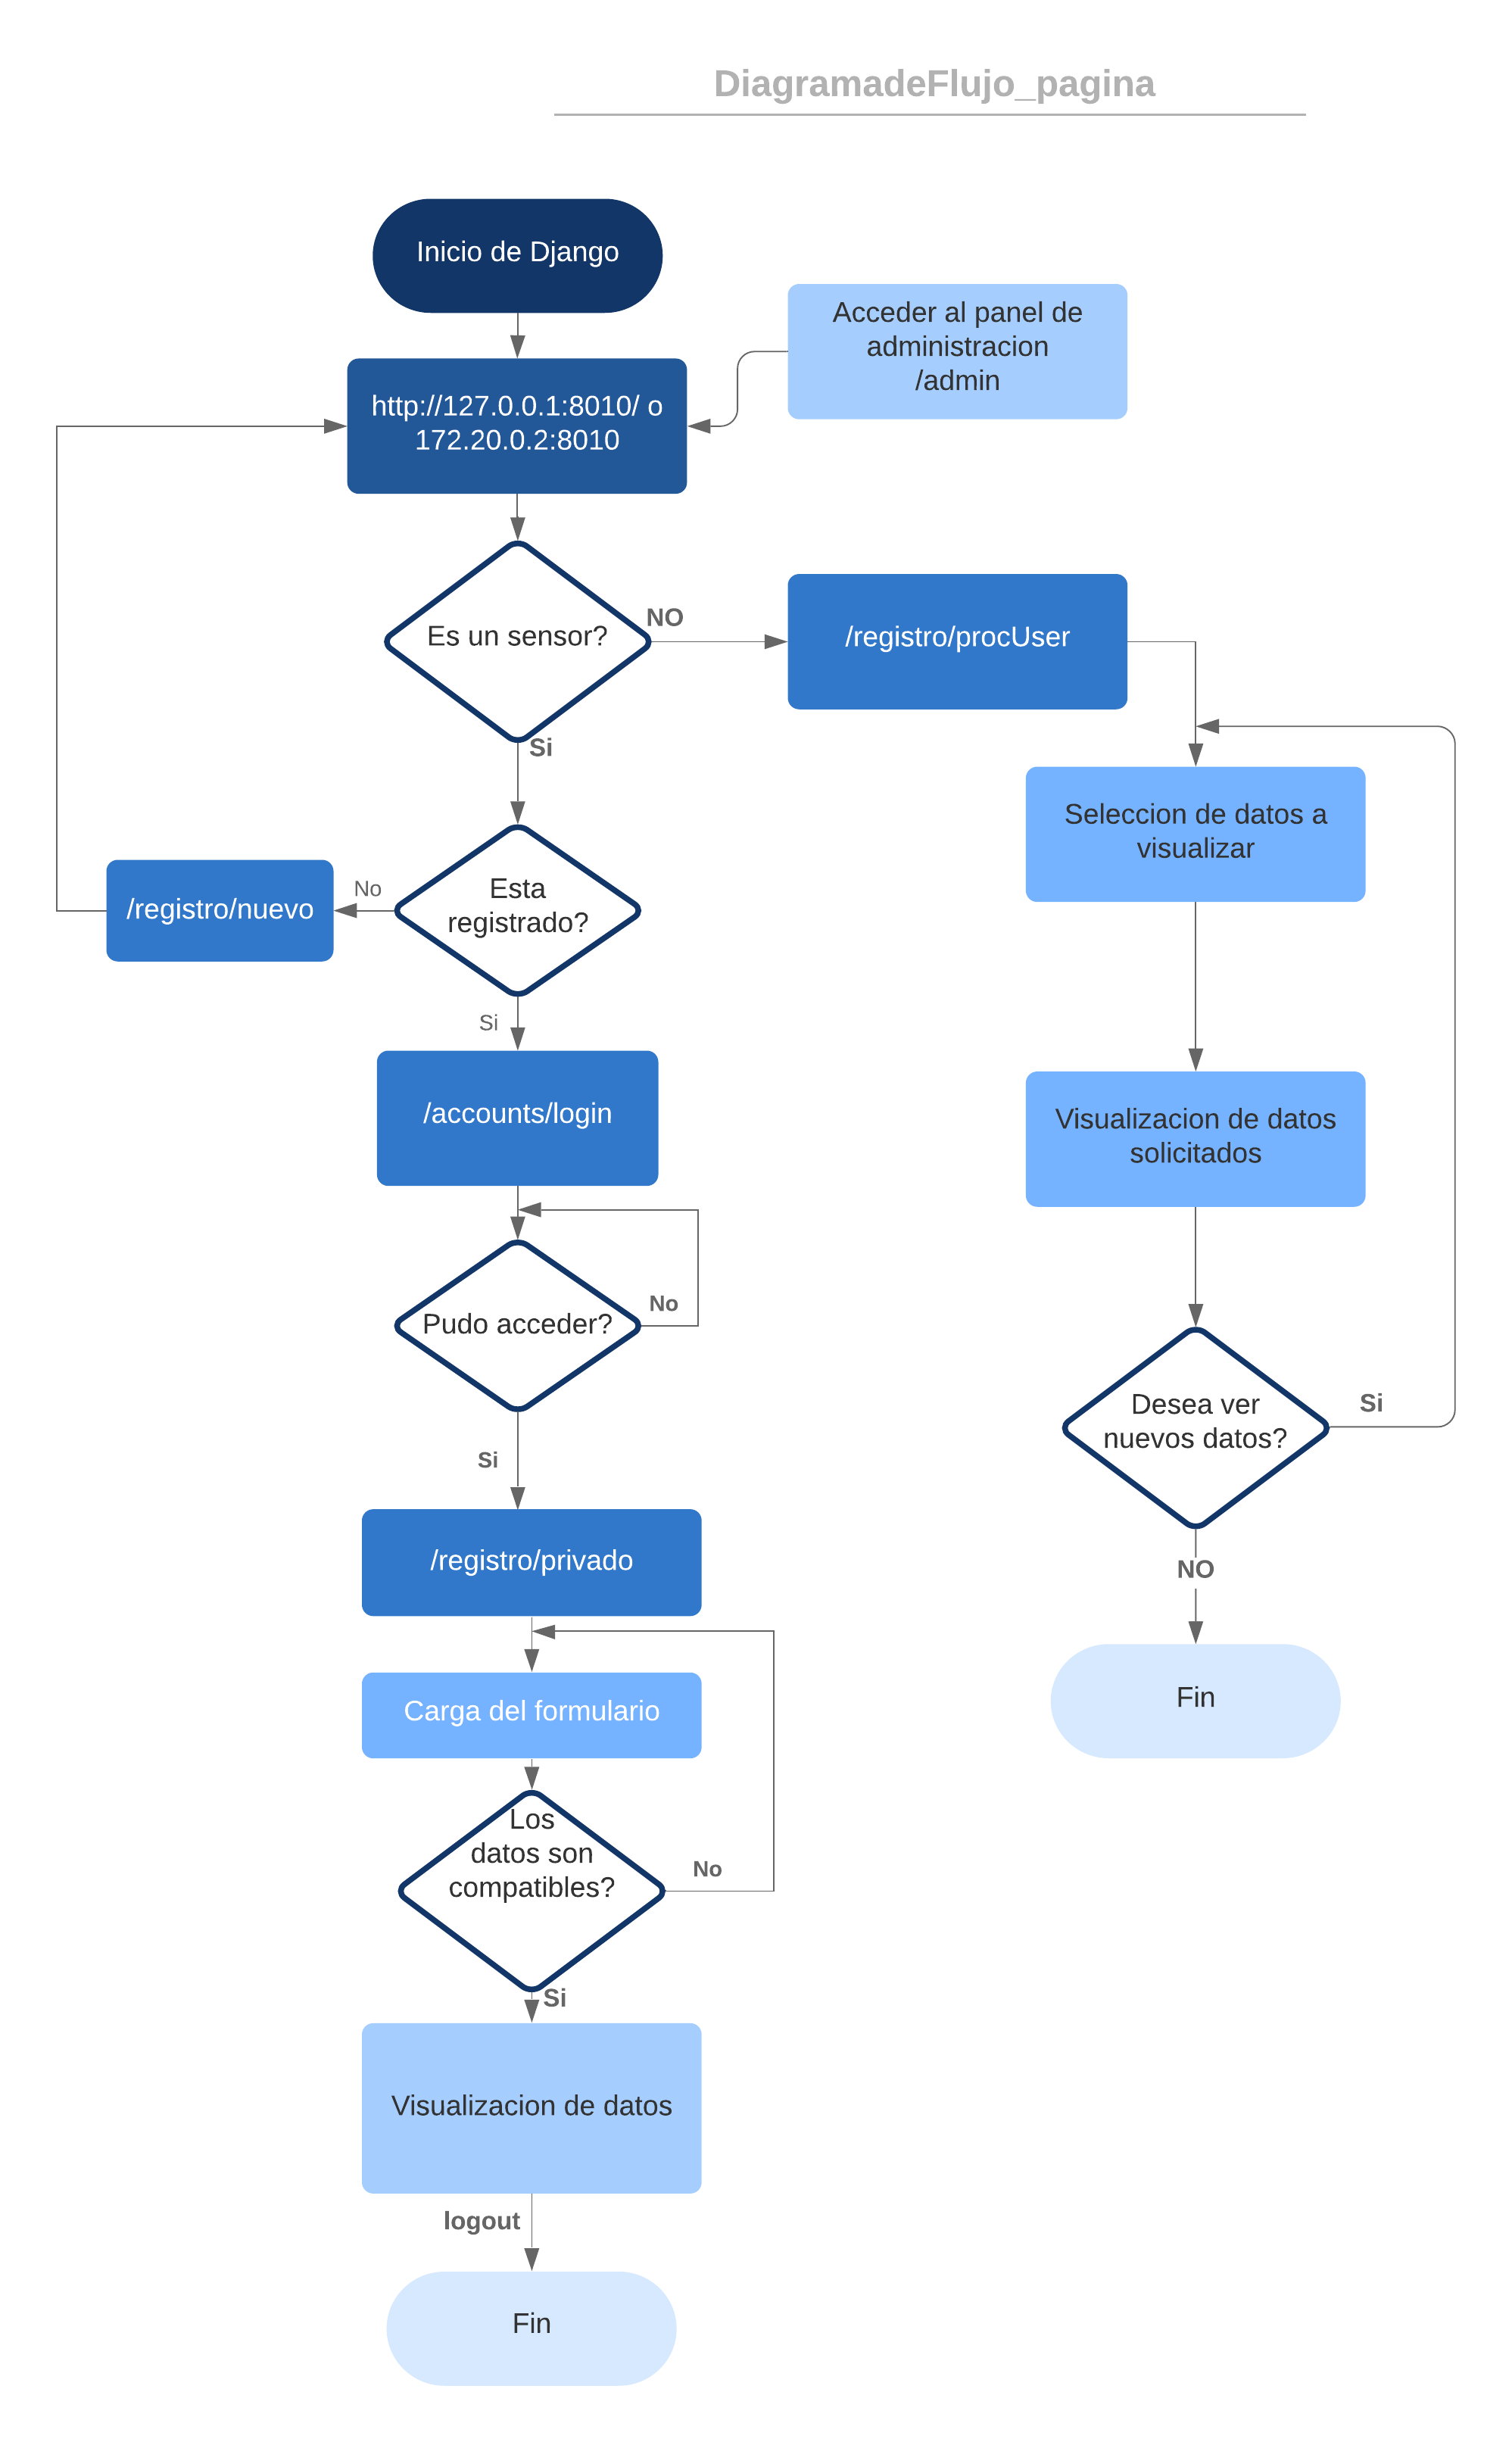 DiagramadeFlujo_pagina
Inicio de Django
Acceder al panel de
administracion
/admin
http://127.0.0.1:8010/ o
172.20.0.2:8010
Es un sensor?
NO
/registro/procUser
Si
Seleccion de datos a
visualizar
Esta
registrado?
No
/registro/nuevo
Si
/accounts/login
Visualizacion de datos
solicitados
Pudo acceder?
No
Desea ver
nuevos datos?
Si
Si
NO
/registro/privado
Fin
Carga del formulario
Los
datos son
compatibles?
No
Si
Visualizacion de datos
logout
Fin